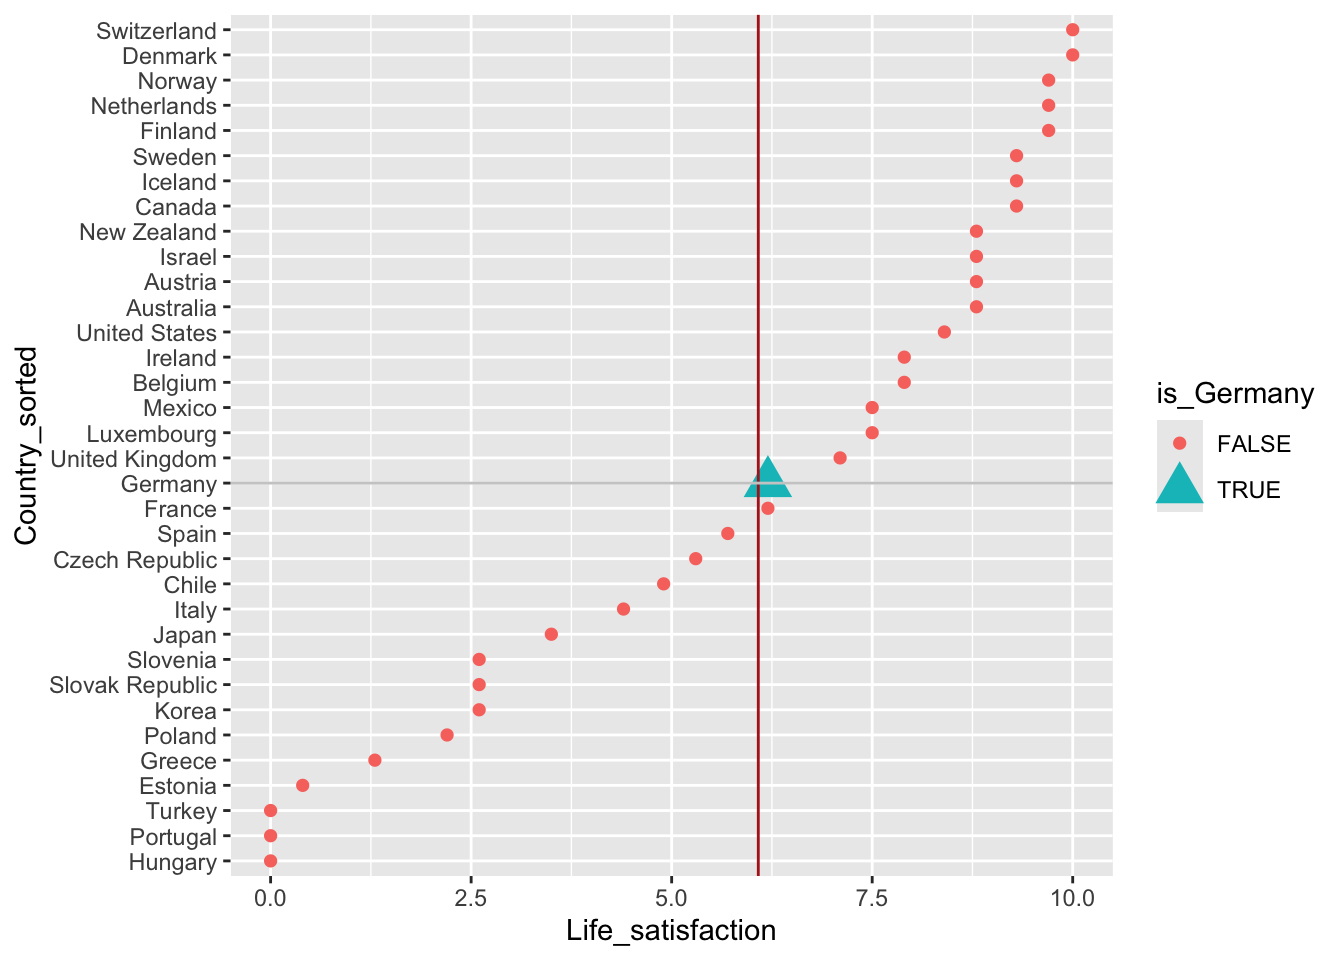 Switzerland
Denmark
Norway
Netherlands
Finland
Sweden
Iceland
Canada
New Zealand
Israel
Austria
Australia
United States
Ireland
Belgium
Mexico
Luxembourg
United Kingdom
Germany
France
Spain
Czech Republic
Chile
Italy
Japan
Slovenia
Slovak Republic
Korea
Poland
Greece
Estonia
Turkey
Portugal
Hungary
Country_sorted
0.0 2.5 5.0 7.5 10.0
Life_satisfaction
is_Germany
FALSE
TRUE